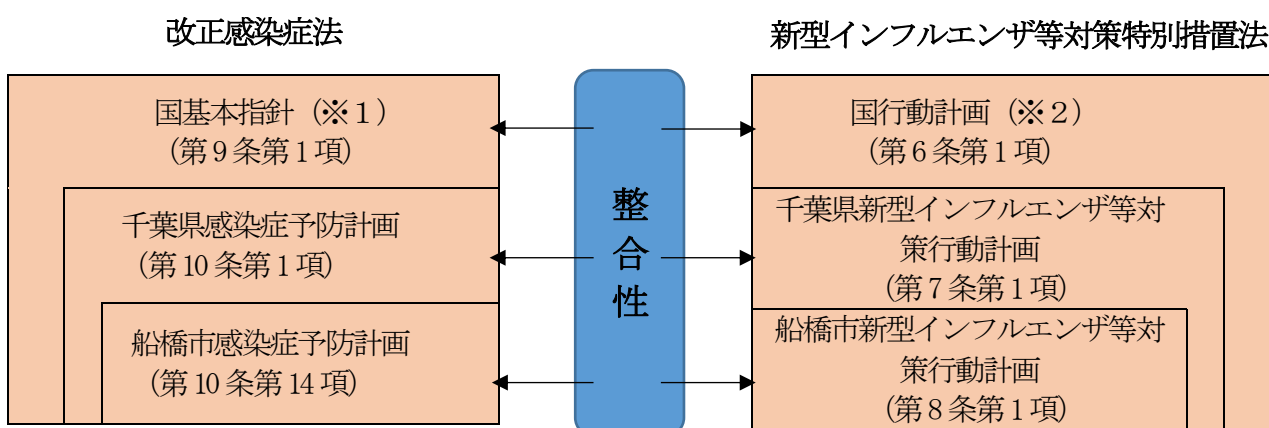 改正感染症法
新型インフルエンザ等対策特別措置法
国基本指針（※１）
（第９条第１項）
千葉県感染症予防計画
（第 10 条第１項）
船橋市感染症予防計画
（第 10 条第 14 項）
整
合
性
国行動計画（※２）
（第６条第１項）
千葉県新型インフルエンザ等対
策行動計画
（第７条第１項）
船橋市新型インフルエンザ等対
策行動計画
（第８条第１項）